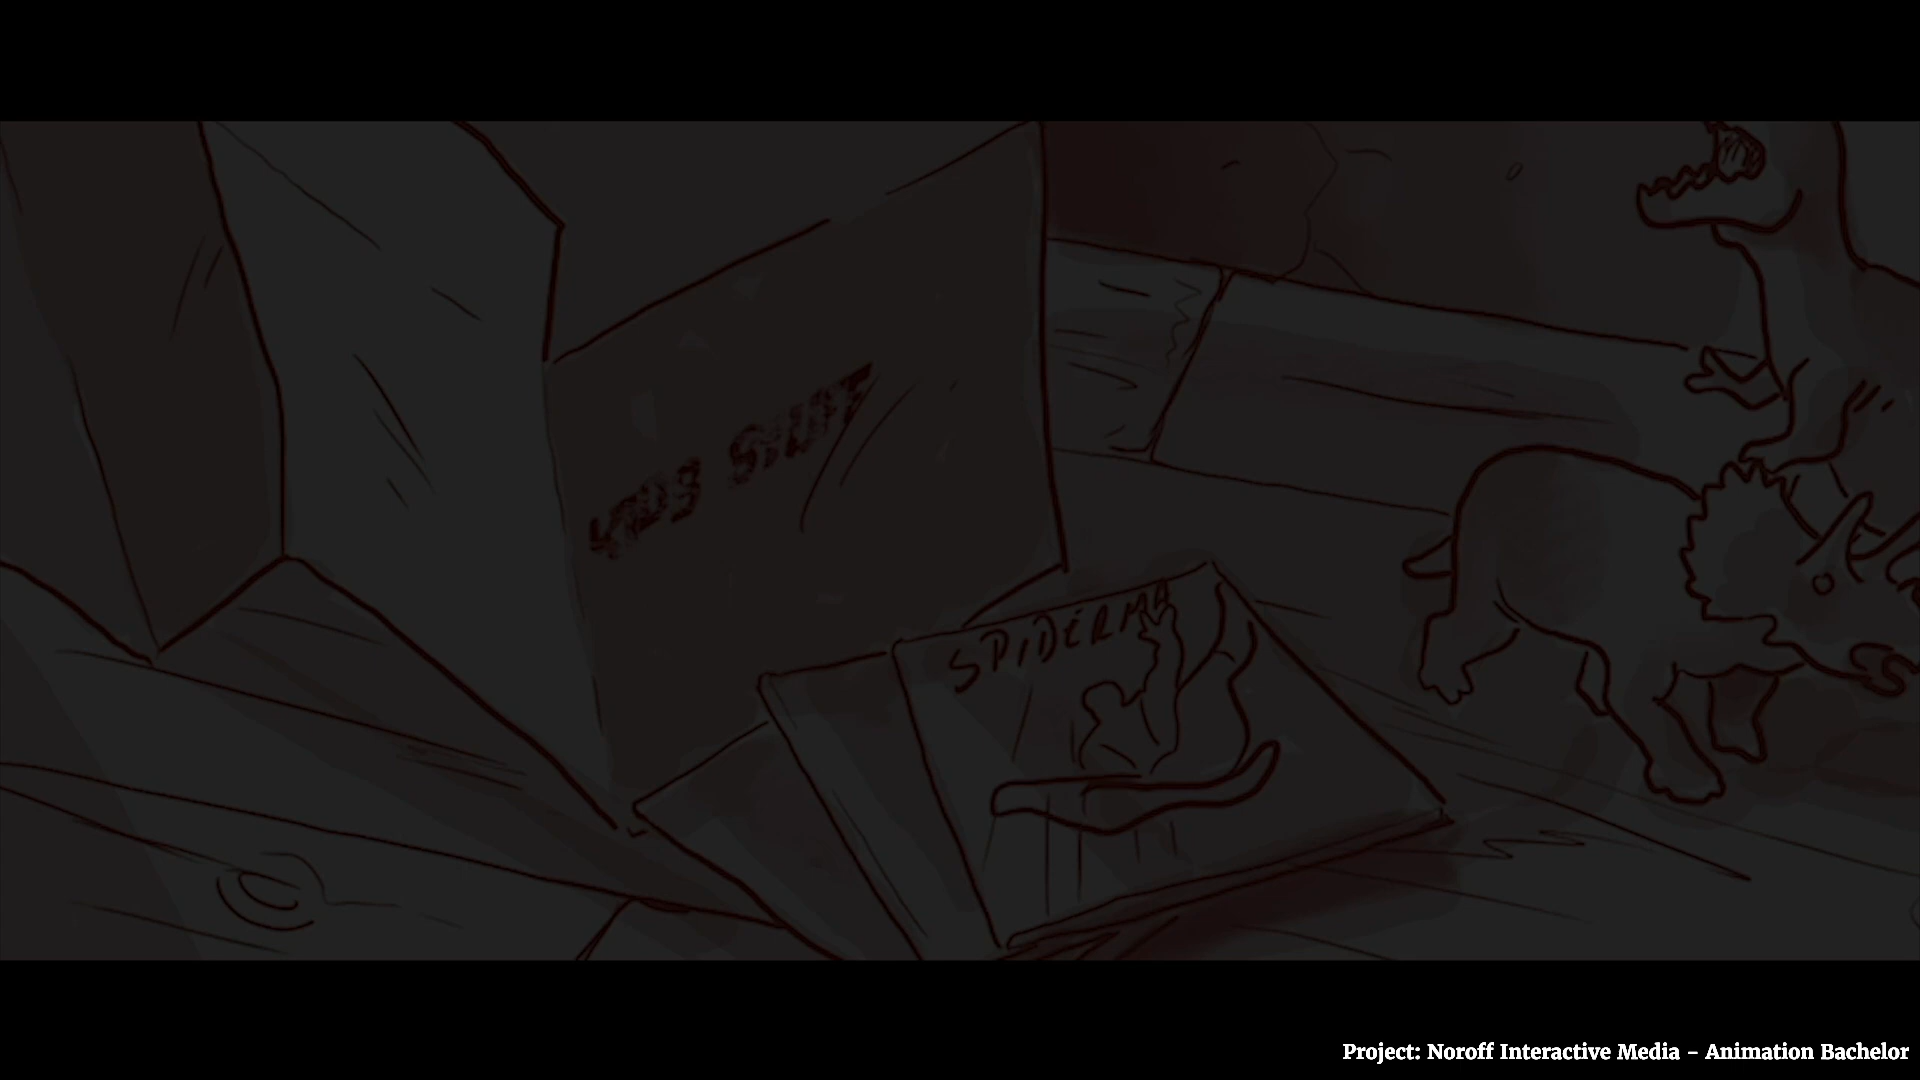 KIDS STUFF
SPIDERMA
Project: Noroff Interactive Media - Animation Bachelor